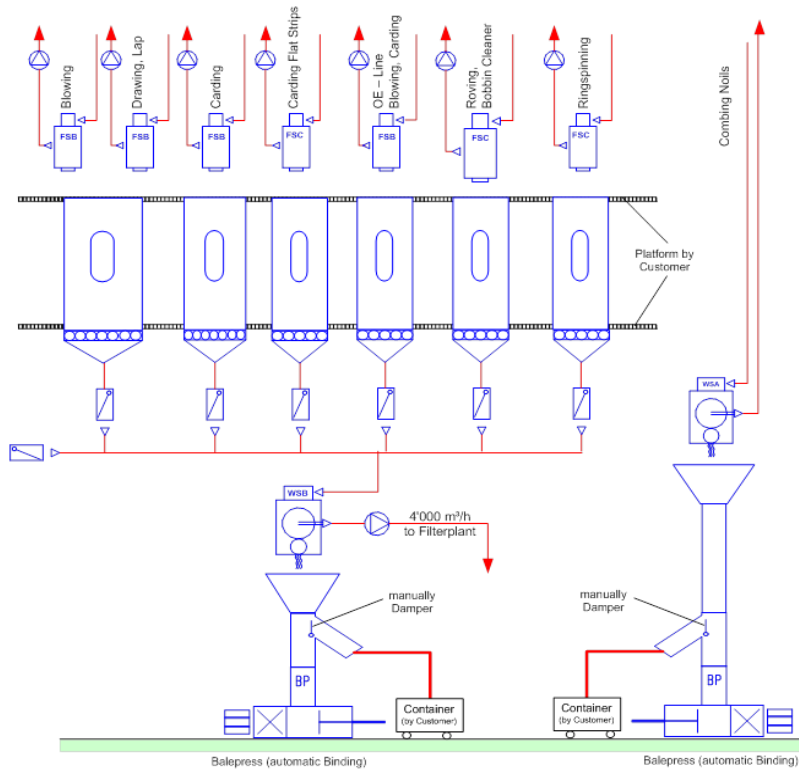 Blowing
Drawing, Lap
Carding
Carding Flat Strips
OE – Line
Blowing, Carding
Roving,
Bobbin Cleaner
Ringspinning
Combing Noils
FSB
FSB
FSB
FSC
FSB
FSC
FSC
Platform by
Customer
WSA
WSB
4'000 m³/h
to Filterplant
manually
Damper
manually
Damper
BP
BP
Container
(by Customer)
Container
(by Customer)
Balepress (automatic Binding)
Balepress (automatic Binding)